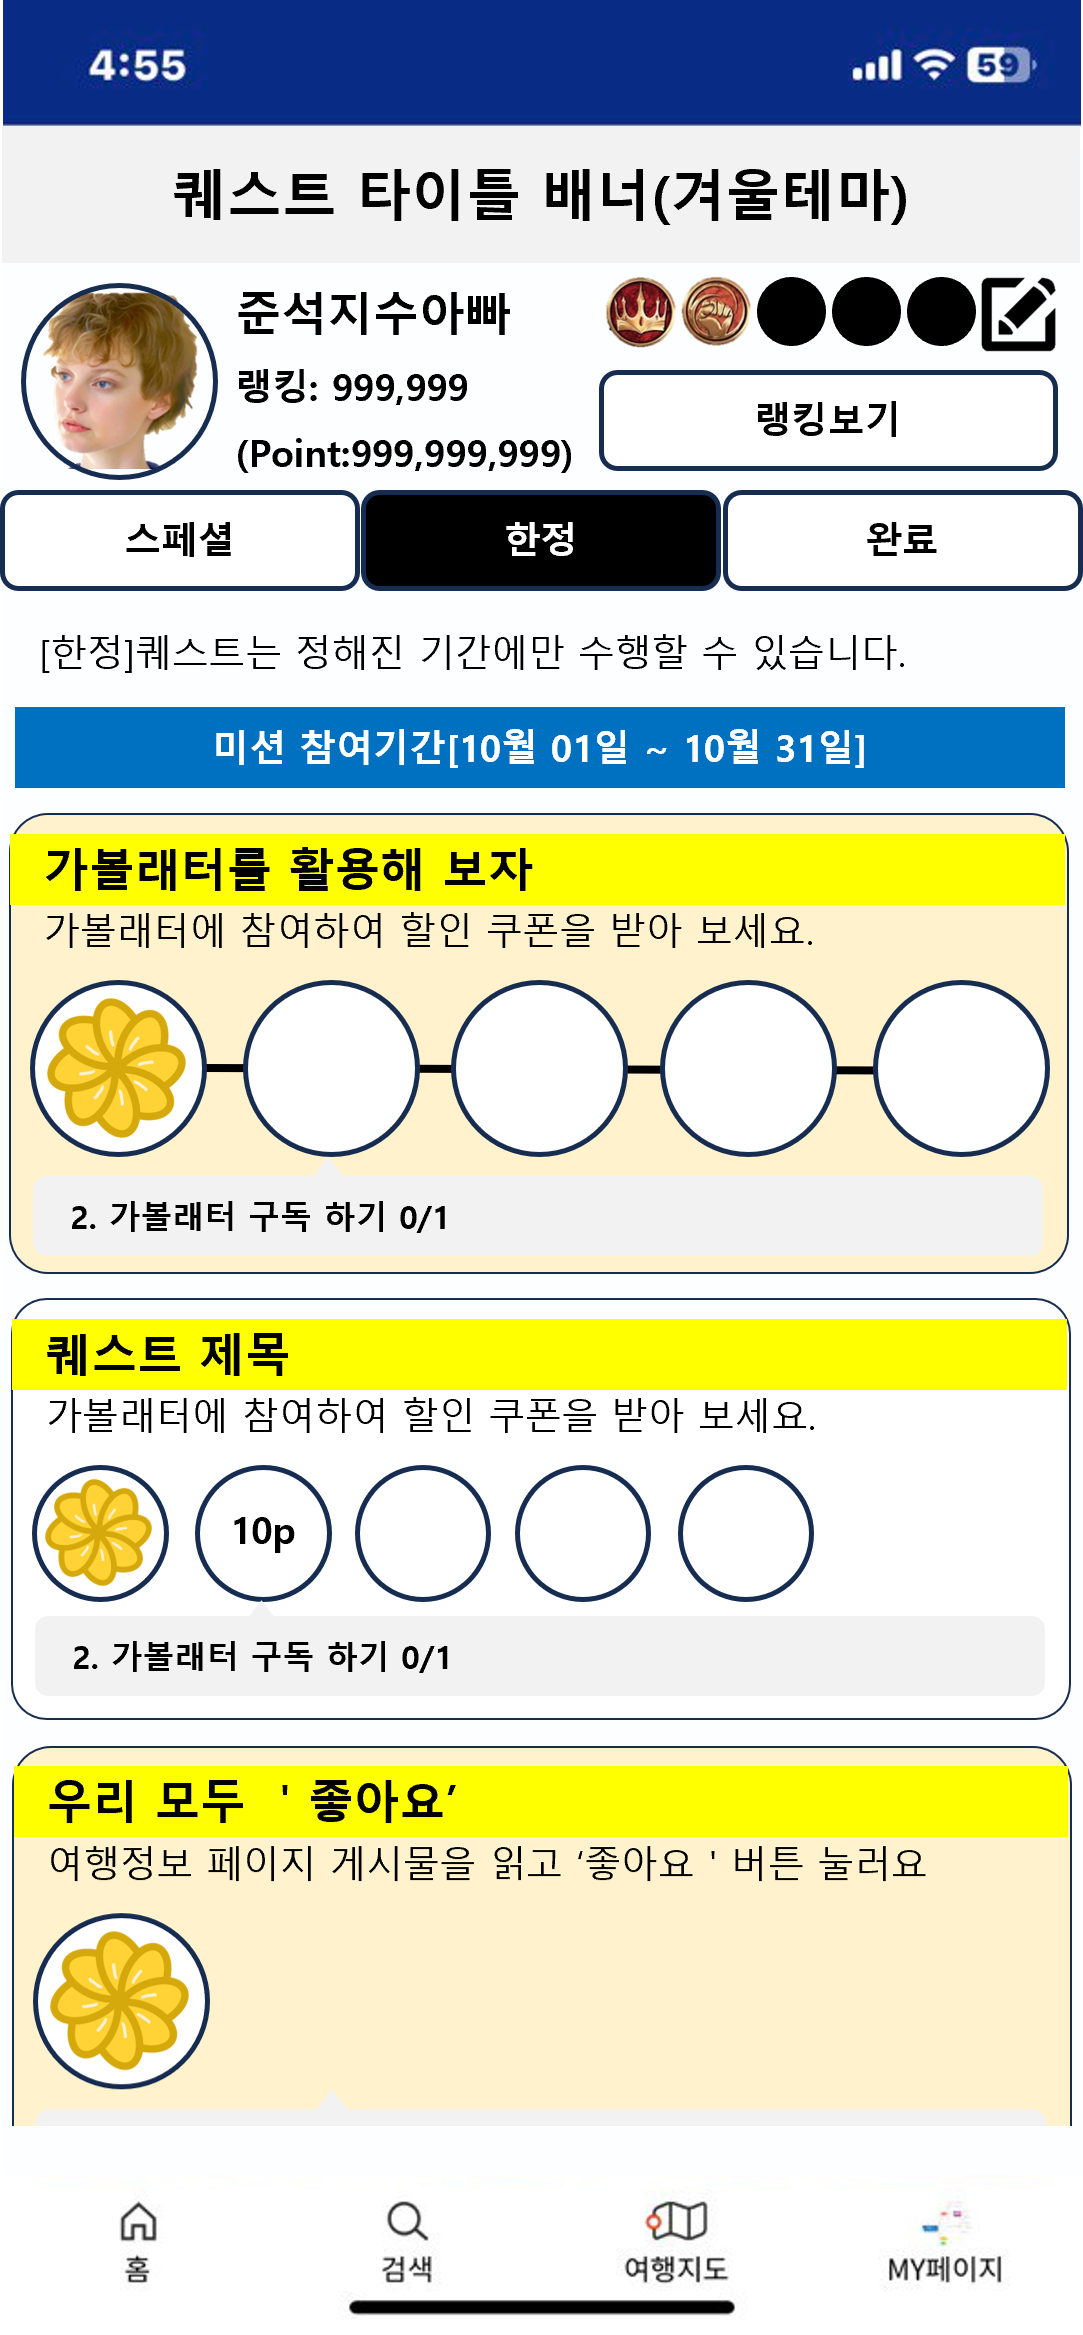 4:55
59
퀘스트 타이틀 배너(겨울테마)
준석지수아빠
랭킹: 999,999
(Point:999,999,999)
랭킹보기
스페셜
한정
완료
[한정]퀘스트는 정해진 기간에만 수행할 수 있습니다.
미션 참여기간[10월 01일 ~ 10월 31일]
가볼래터를 활용해 보자
가볼래터에 참여하여 할인 쿠폰을 받아 보세요.
2. 가볼래터 구독 하기 0/1
퀘스트 제목
가볼래터에 참여하여 할인 쿠폰을 받아 보세요.
10p
2. 가볼래터 구독 하기 0/1
우리 모두 ' 좋아요’
여행정보 페이지 게시물을 읽고 ‘좋아요 ' 버튼 눌러요
홈
검색
여행지도
MY페이지